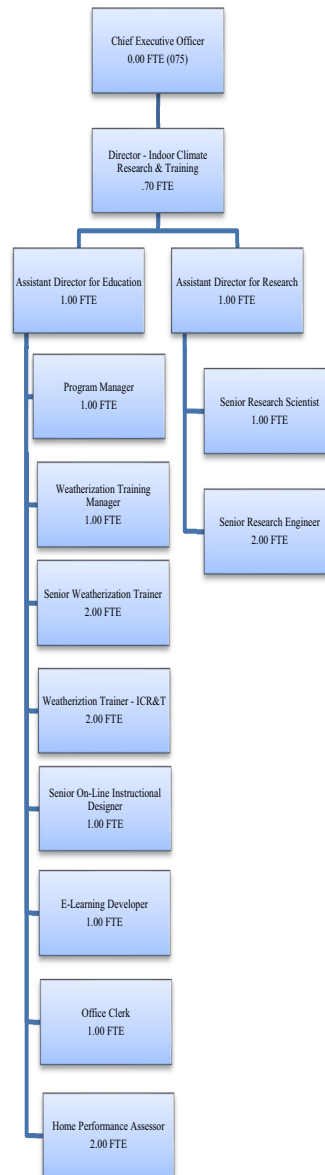 Chief Executive Officer
0.00 FTE (075)
Director - Indoor Climate
Research & Training
.70 FTE
Assistant Director for Education
1.00 FTE
Assistant Director for Research
1.00 FTE
Program Manager
1.00 FTE
Senior Research Scientist
1.00 FTE
Weatherization Training
Manager
1.00 FTE
Senior Research Engineer
2.00 FTE
Senior Weatherization Trainer
2.00 FTE
Weatheriztion Trainer - ICR&T
2.00 FTE
Senior On-Line Instructional
Designer
1.00 FTE
E-Learning Developer
1.00 FTE
Office Clerk
1.00 FTE
Home Performance Assessor
2.00 FTE